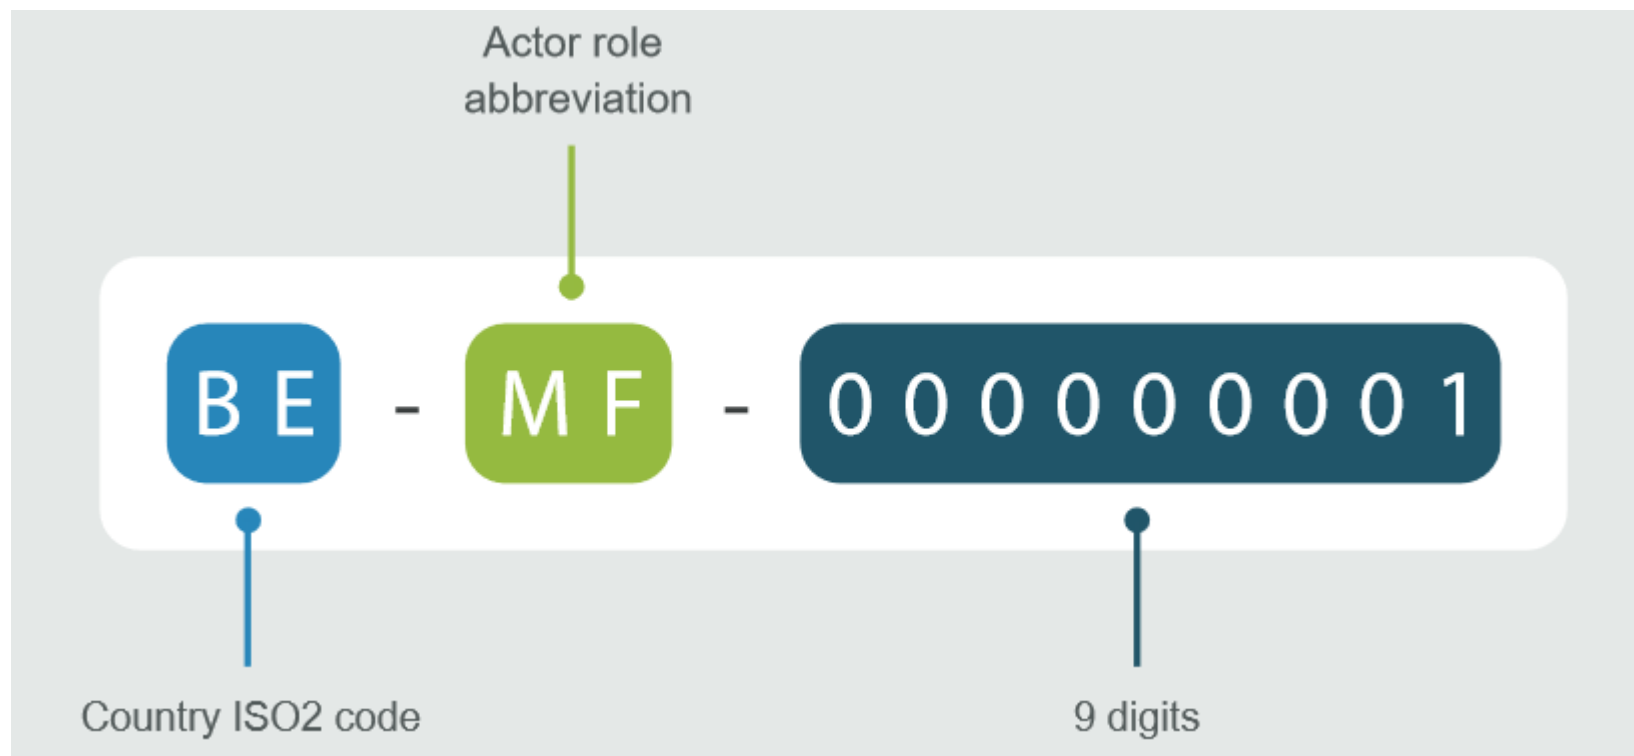 Actor role
abbreviation
B E - M F - 0 0 0 0 0 0 0 0 1
Country ISO2 code
9 digits